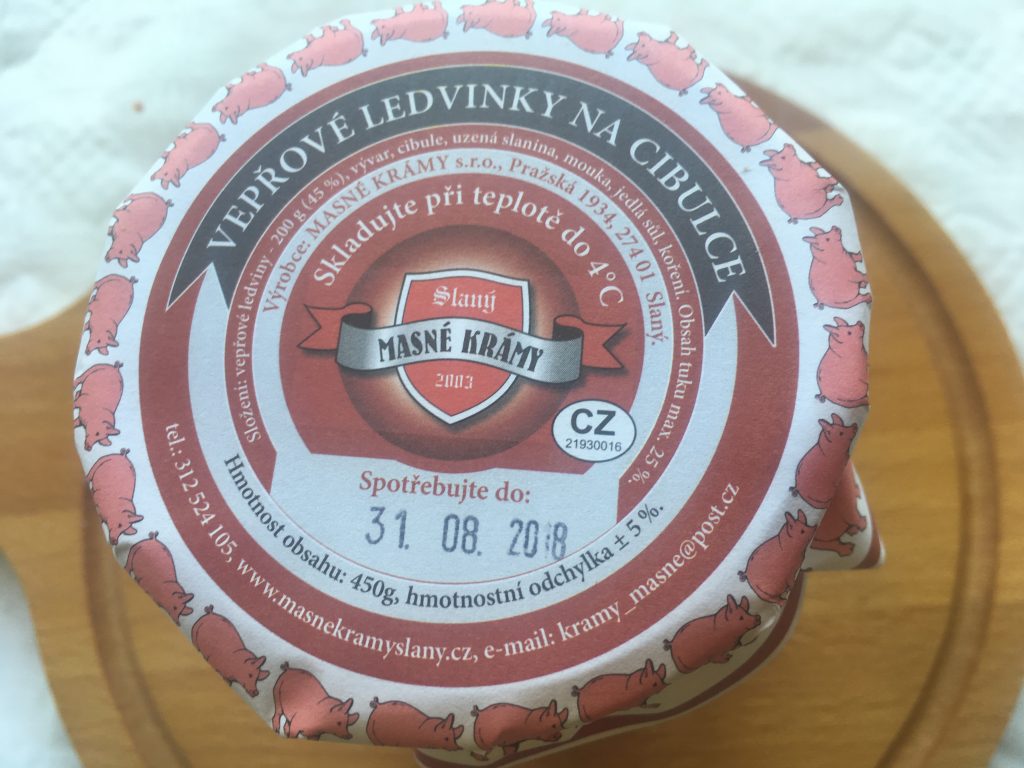 VEPŘOVÉ LEDVINKY NA CIBULCE
Složení: vepřové ledviny - 200 g (45 %), vývar, cibule, uzená slanina, mouka, jedlá sůl, koření. Obsah tuku max. 25 %.
Výrobce: MASNÉ KRÁMY s.r.o., Pražská 1934, 274 01 Slaný.
Skladujte při teplotě do 4°C
Slaný
MASNÉ KRÁMY
2003
CZ
21930016
Spotřebujte do:
31. 08. 2018
Hmotnost obsahu: 450g, hmotnostní odchylka ± 5 %.
tel.: 312 524 105, www.masnekramyslany.cz, e-mail: kramy_masne@post.cz